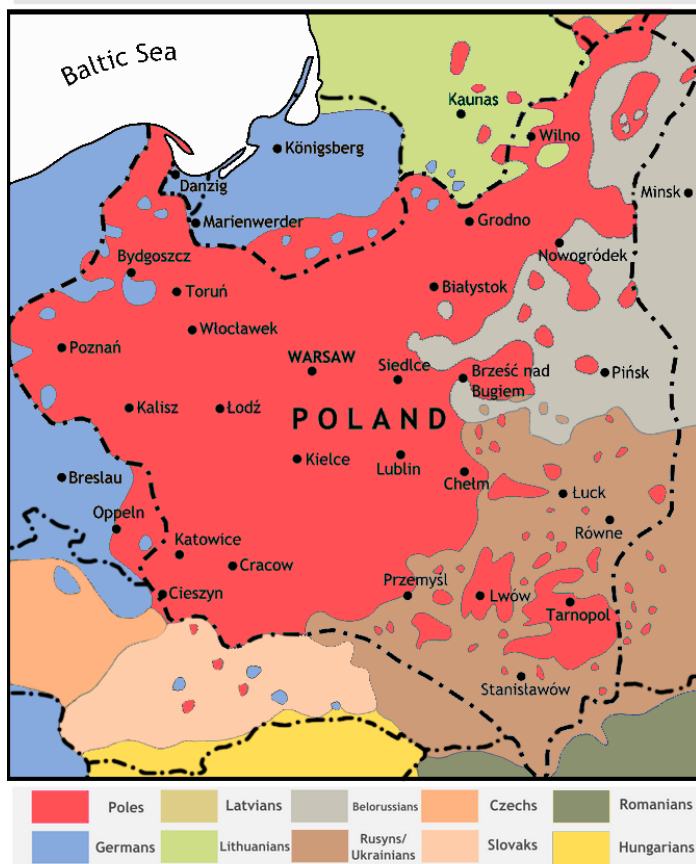 Baltic Sea
Kaunas
Wilno
Königsberg
Minsk
Danzig
Marienwerder
Grodno
Nowogródek
Bydgoszcz
Białystok
Toruń
Włocławek
Poznań
WARSAW
Siedlce
Brześć nad
Bugiem
Pińsk
Kalisz
Łodź
POLAND
Kielce
Lublin
Chełm
Breslau
Łuck
Oppeln
Równe
Katowice
Cracow
Przemyśl
Cieszyn
Lwów
Tarnopol
Stanisławów
Poles
Latvians
Belorussians
Czechs
Romanians
Germans
Lithuanians
Rusyns/
Ukrainians
Slovaks
Hungarians